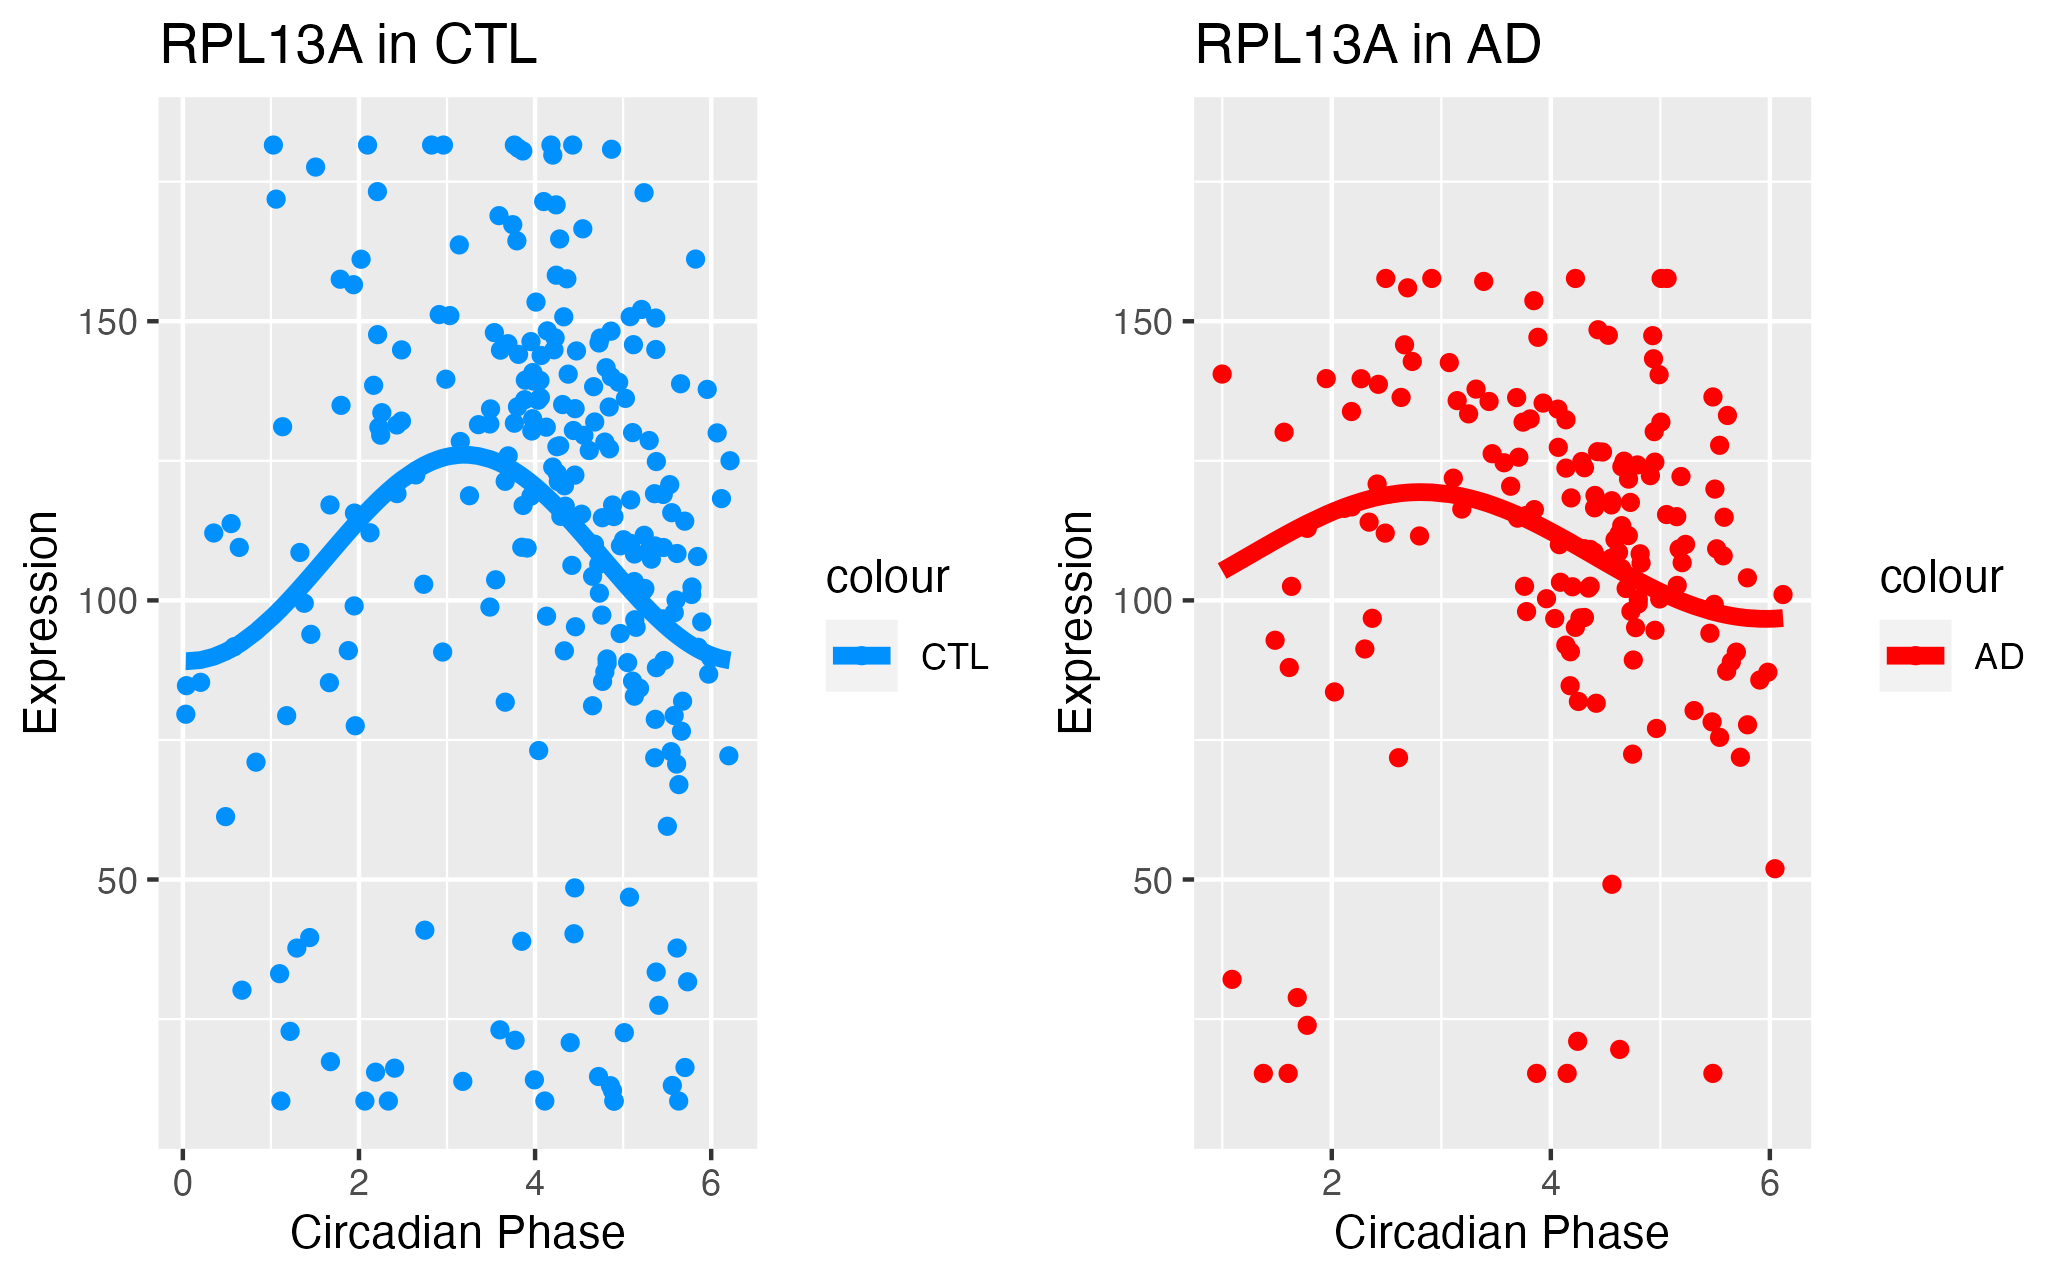 RPL13A in CTL
Expression
150
100
50
0 2 4 6
Circadian Phase
colour
CTL
RPL13A in AD
Expression
150
100
50
2 4 6
Circadian Phase
colour
AD